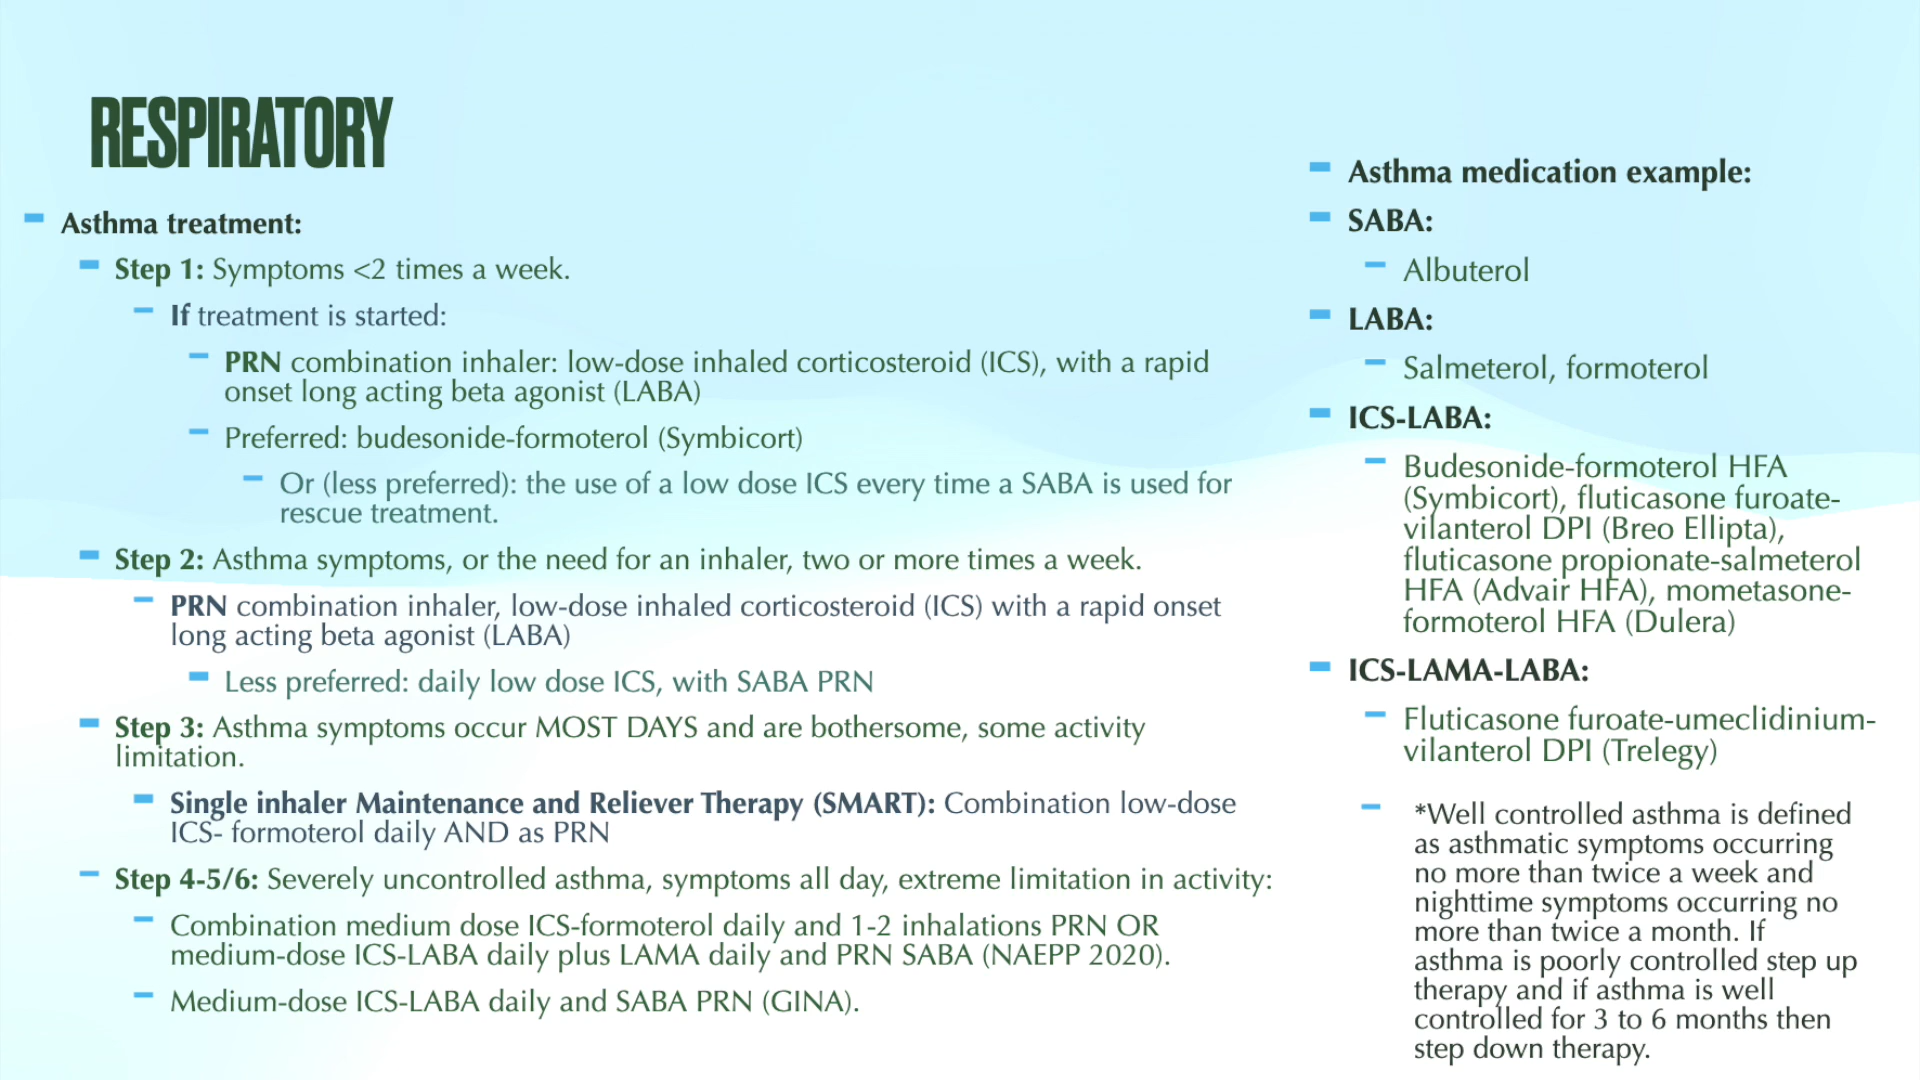 RESPIRATORY
Asthma treatment:
Step 1: Symptoms <2 times a week.
If treatment is started:
PRN combination inhaler: low-dose inhaled corticosteroid (ICS), with a rapid
onset long acting beta agonist (LABA)
Preferred: budesonide-formoterol (Symbicort)
Or (less preferred): the use of a low dose ICS every time a SABA is used for
rescue treatment.
Step 2: Asthma symptoms, or the need for an inhaler, two or more times a week.
PRN combination inhaler, low-dose inhaled corticosteroid (ICS) with a rapid onset
long acting beta agonist (LABA)
Less preferred: daily low dose ICS, with SABA PRN
Step 3: Asthma symptoms occur MOST DAYS and are bothersome, some activity
limitation.
Single inhaler Maintenance and Reliever Therapy (SMART): Combination low-dose
ICS- formoterol daily AND as PRN
Step 4-5/6: Severely uncontrolled asthma, symptoms all day, extreme limitation in activity:
Combination medium dose ICS-formoterol daily and 1-2 inhalations PRN OR
medium-dose ICS-LABA daily plus LAMA daily and PRN SABA (NAEPP 2020).
Medium-dose ICS-LABA daily and SABA PRN (GINA).
Asthma medication example:
SABA:
Albuterol
LABA:
Salmeterol, formoterol
ICS-LABA:
Budesonide-formoterol HFA
(Symbicort), fluticasone furoate-
vilanterol DPI (Breo Ellipta),
fluticasone propionate-salmeterol
HFA (Advair HFA), mometasone-
formoterol HFA (Dulera)
ICS-LAMA-LABA:
Fluticasone furoate-umeclidinium-
vilanterol DPI (Trelegy)
*Well controlled asthma is defined
as asthmatic symptoms occurring
no more than twice a week and
nighttime symptoms occurring no
more than twice a month. If
asthma is poorly controlled step up
therapy and if asthma is well
controlled for 3 to 6 months then
step down therapy.